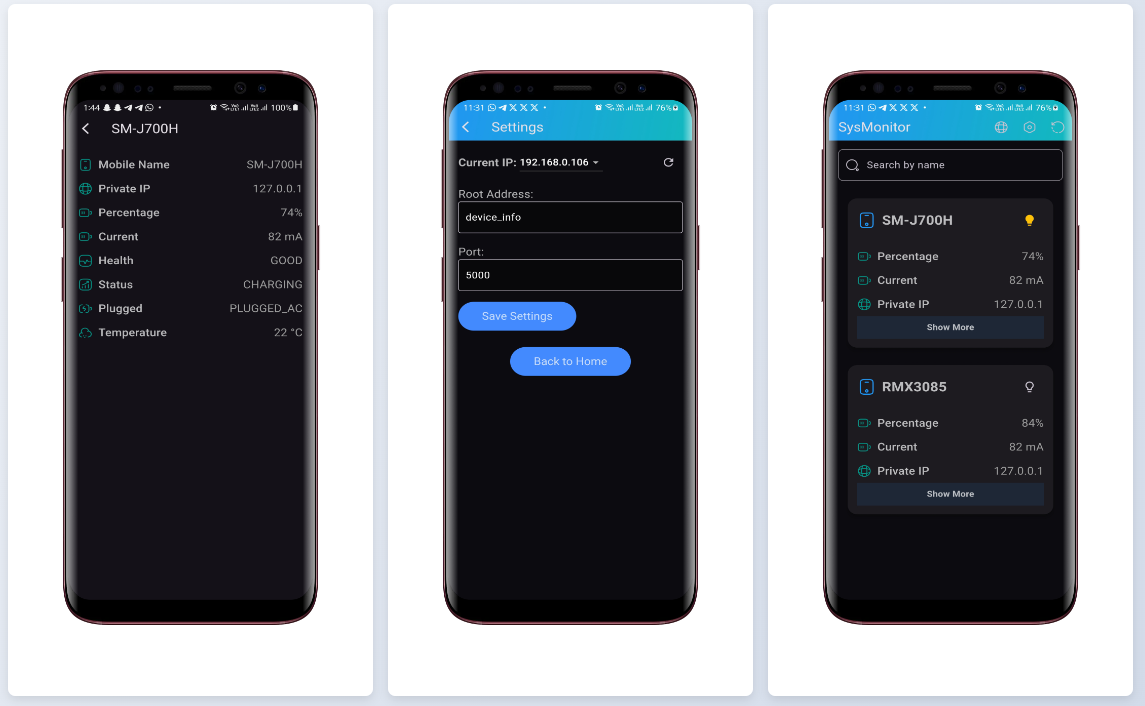 1:44 100%
SM-J700H
Mobile Name SM-J700H
Private IP 127.0.0.1
Percentage 74%
Current 82 mA
Health GOOD
Status CHARGING
Plugged PLUGGED_AC
Temperature 22 °C
11:31 76%
Settings
Current IP: 192.168.0.106
Root Address:
device_info
Port:
5000
Save Settings
Back to Home
11:31 76%
SysMonitor
Search by name
SM-J700H
Percentage 74%
Current 82 mA
Private IP 127.0.0.1
Show More
RMX3085
Percentage 84%
Current 82 mA
Private IP 127.0.0.1
Show More